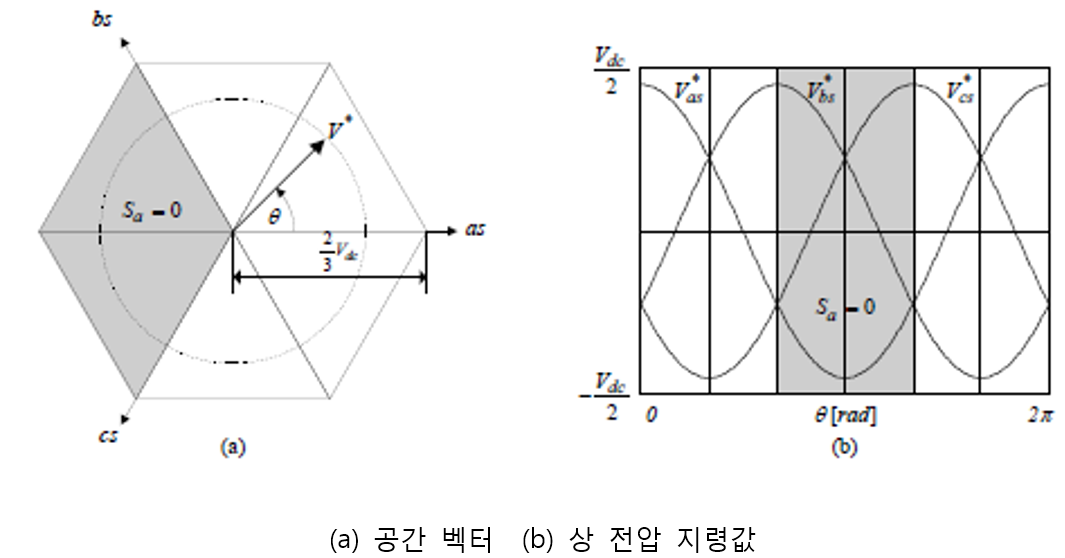 bs
V*
S_a = 0
θ
as
2/3 V_dc
cs
(a)
V_dc/2
V*_as
V*_bs
V*_cs
S_a = 0
-V_dc/2
0
θ [rad]
2π
(b)
(a) 공간 벡터 (b) 상 전압 지령값